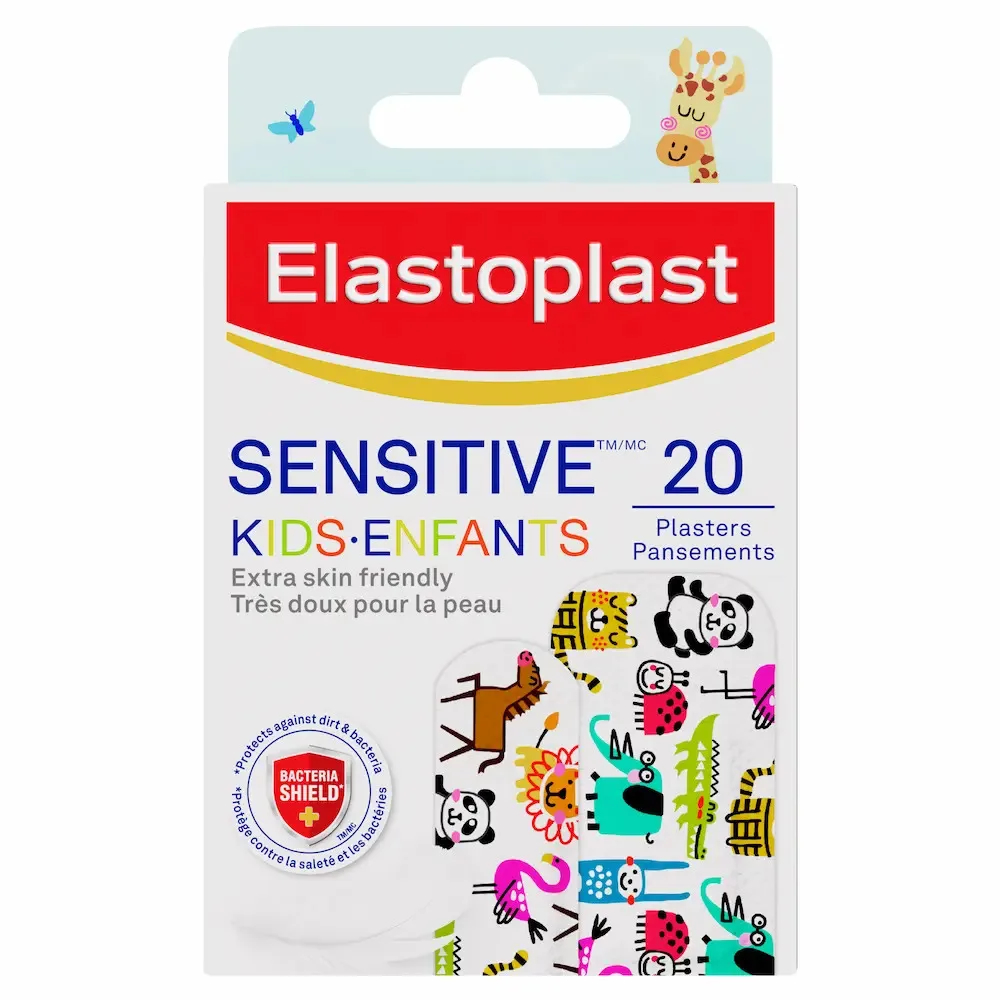 Elastoplast
SENSITIVE™/MC 20
KIDS·ENFANTS
Plasters
Pansements
Extra skin friendly
Très doux pour la peau
*Protects against dirt & bacteria
BACTERIA
SHIELD*
TM/MC
*Protège contre la saleté et les bactéries